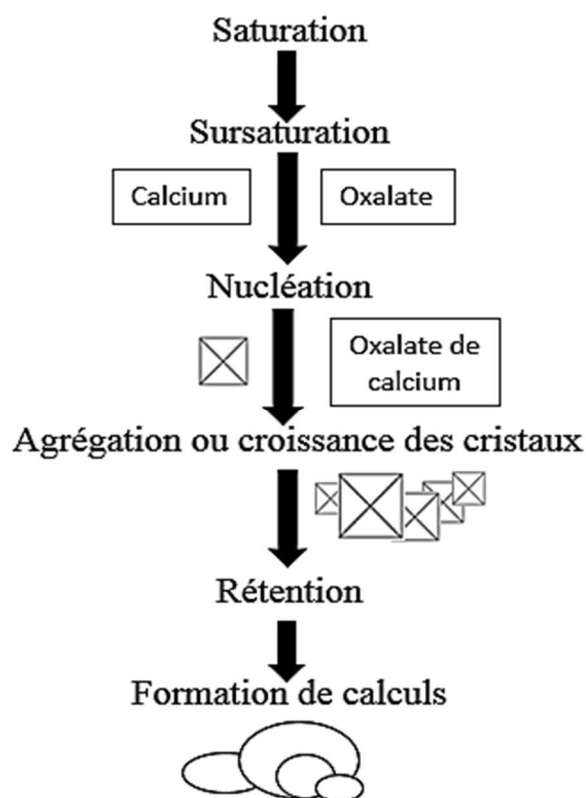 Saturation
Sursaturation
Calcium
Oxalate
Nucléation
Oxalate de
calcium
Agrégation ou croissance des cristaux
Rétention
Formation de calculs